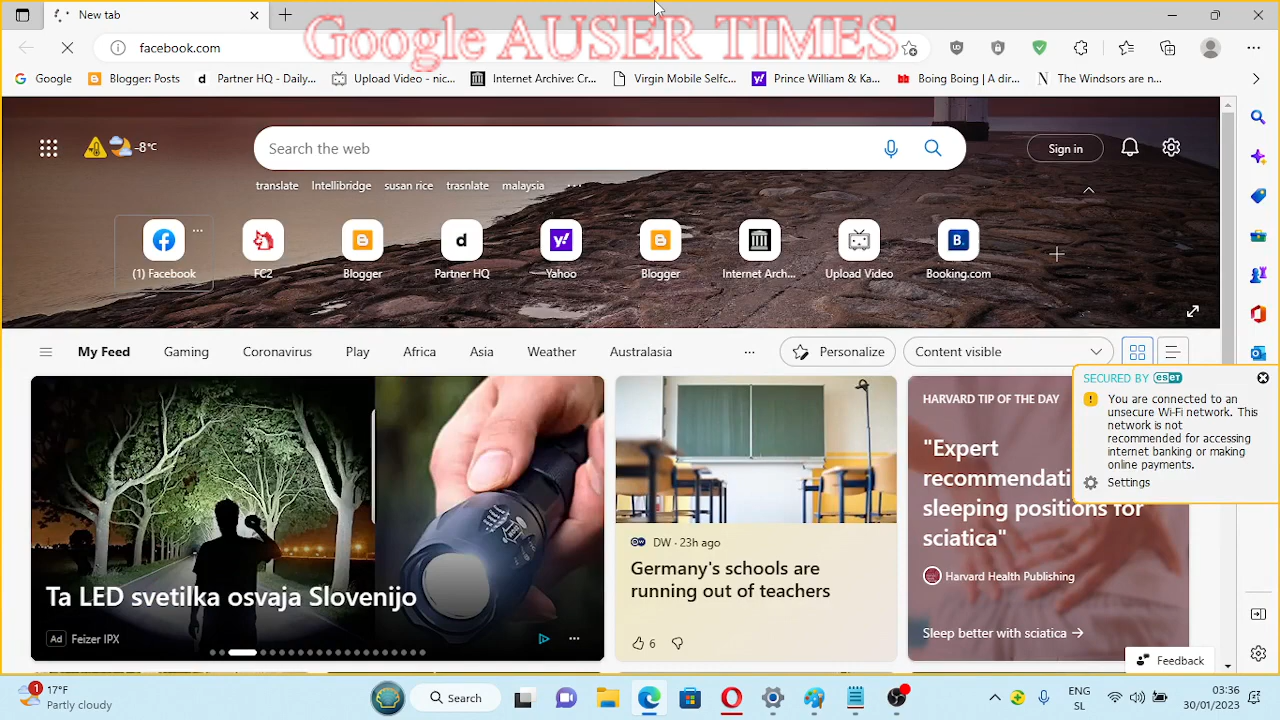 New tab
Google AUSER TIMES
facebook.com
Google
Blogger: Posts
Partner HQ - Daily...
Upload Video - nic...
Internet Archive: Cr...
Virgin Mobile Selfc...
Prince William & Ka...
Boing Boing | A dir...
The Windsors are n...
-8°C
Search the web
Sign in
translate
Intellibridge
susan rice
trasnlate
malaysia
...
(1) Facebook
FC2
Blogger
Partner HQ
Yahoo
Blogger
Internet Arch...
Upload Video
Booking.com
My Feed
Gaming
Coronavirus
Play
Africa
Asia
Weather
Australasia
...
Personalize
Content visible
SECURED BY eset
You are connected to an
unsecure Wi-Fi network. This
network is not
recommended for accessing
internet banking or making
online payments.
Settings
Ta LED svetilka osvaja Slovenijo
Ad Feizer IPX
DW · 23h ago
Germany's schools are
running out of teachers
6
HARVARD TIP OF THE DAY
"Expert
recommendati
sleeping positions for
sciatica"
Harvard Health Publishing
Sleep better with sciatica →
Feedback
1
17°F
Partly cloudy
Search
ENG
SL
03:36
30/01/2023